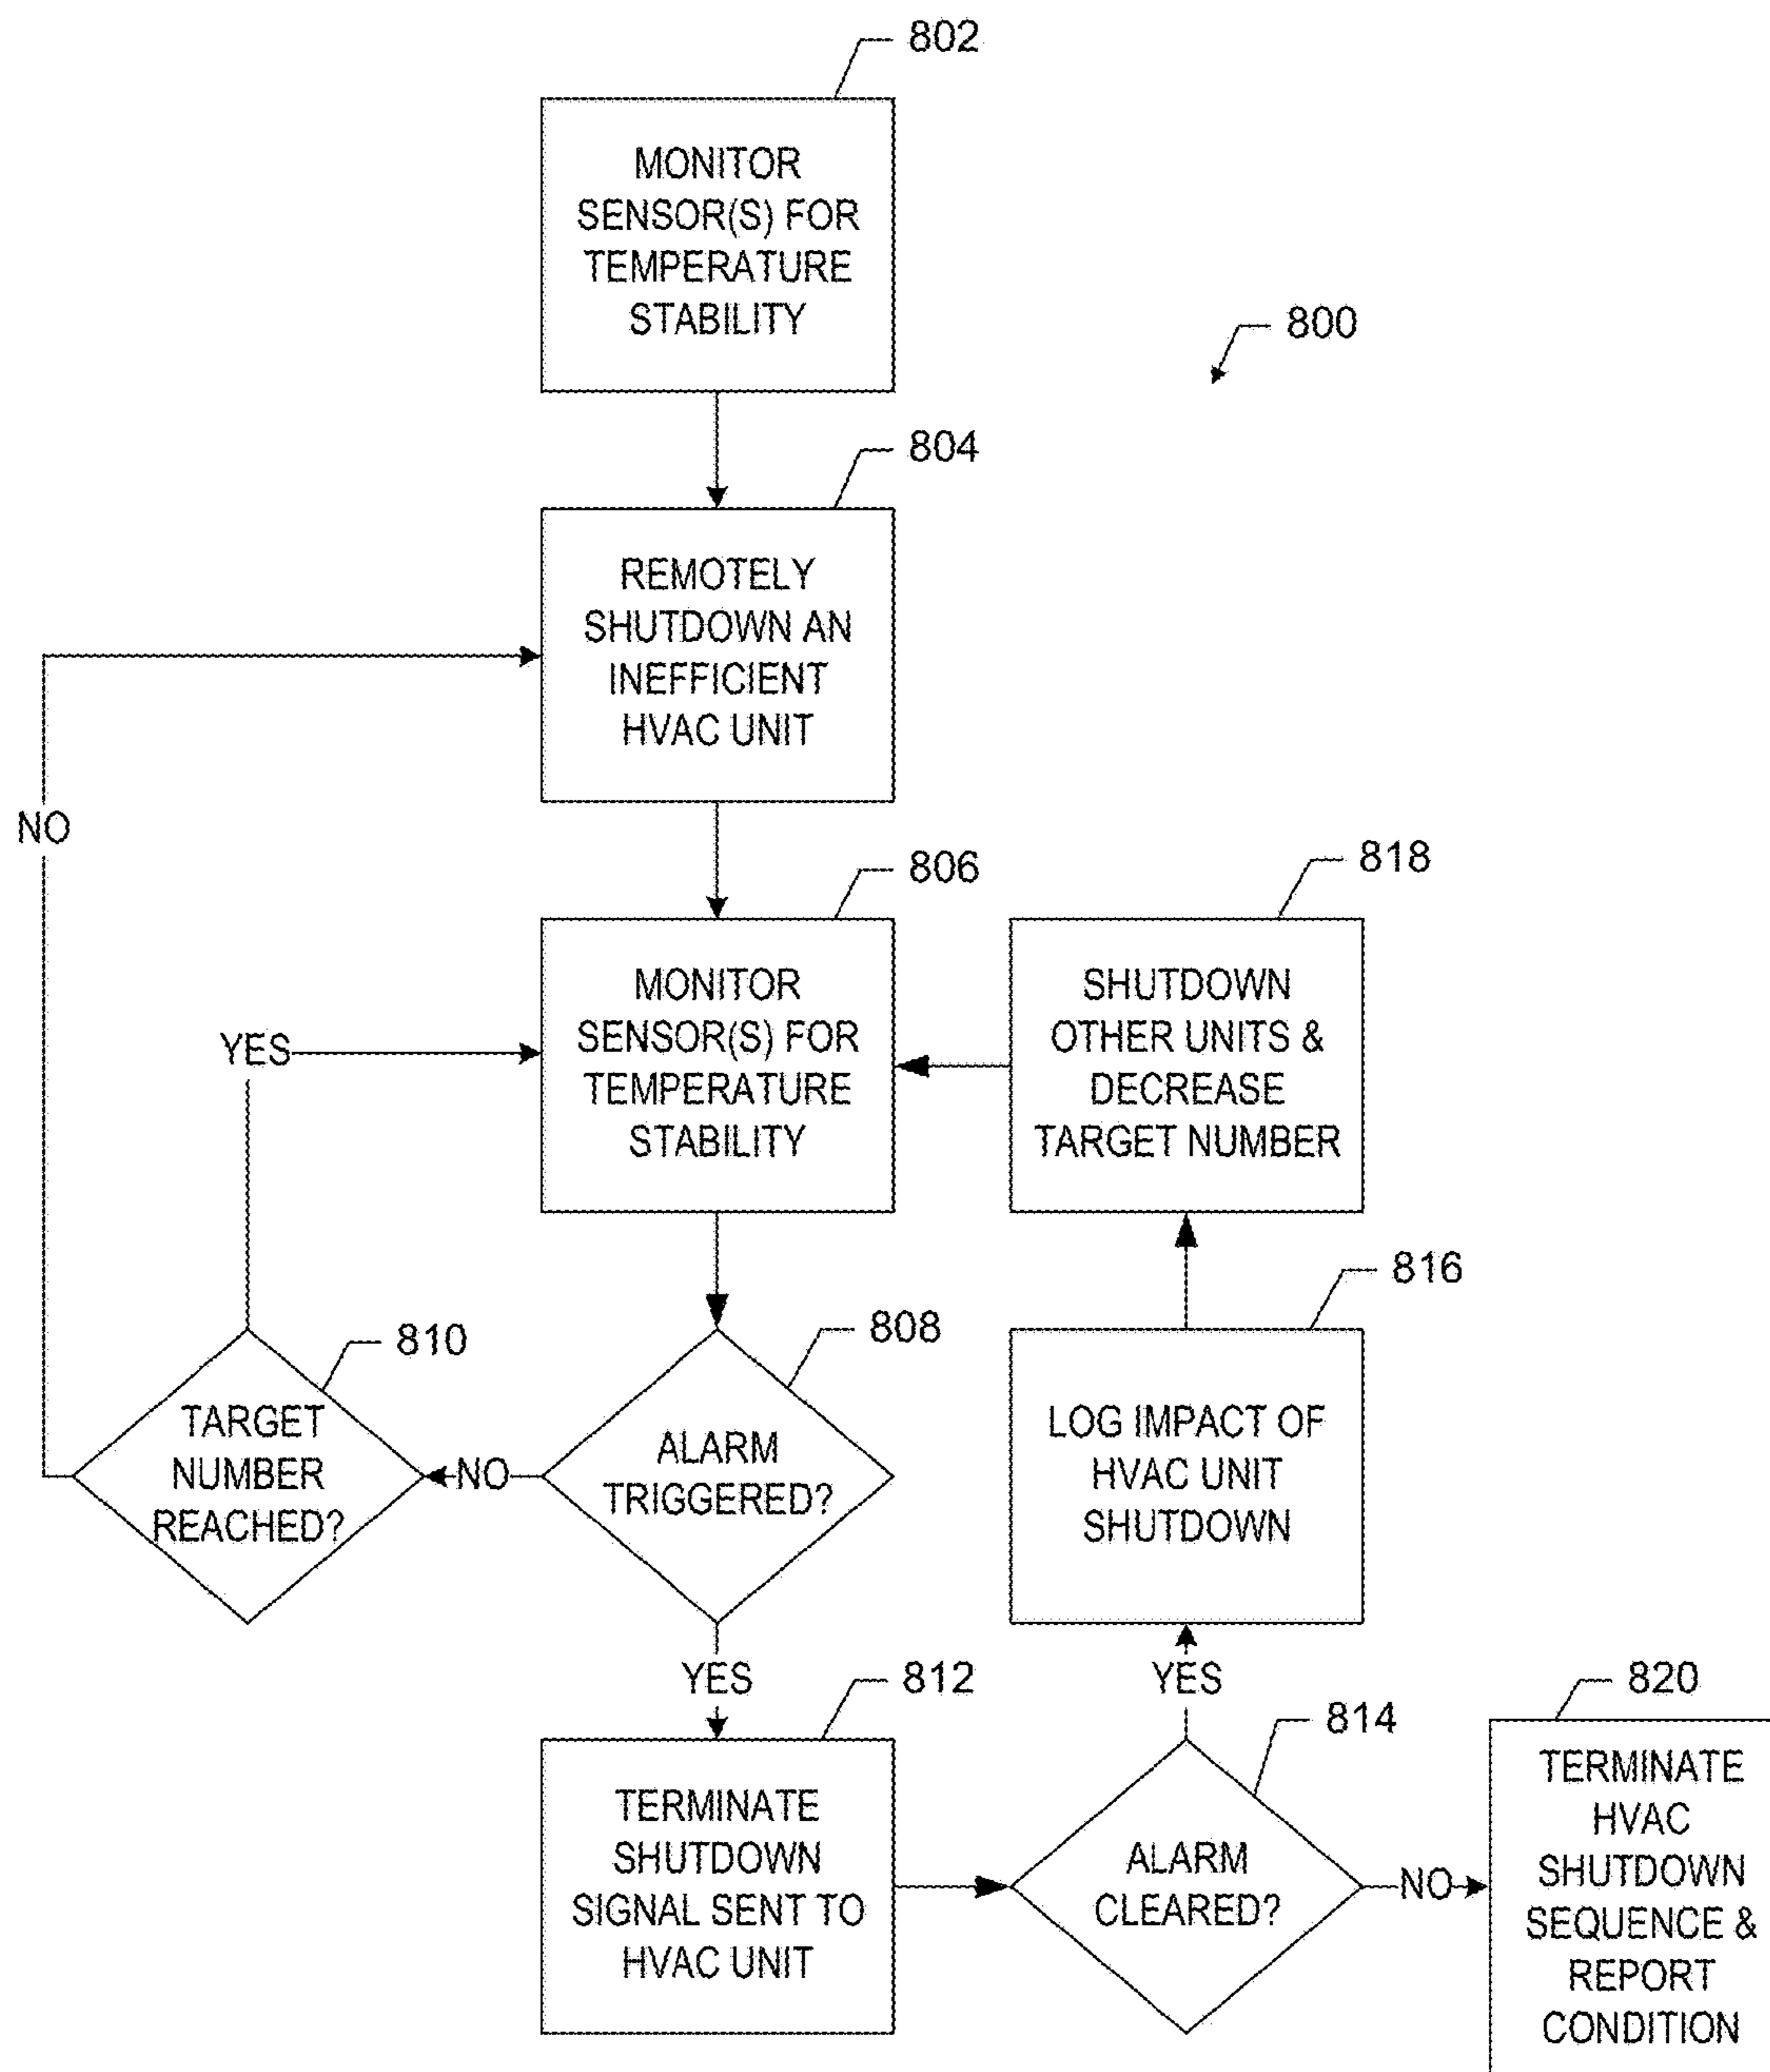 802
MONITOR
SENSOR(S) FOR
TEMPERATURE
STABILITY
800
804
REMOTELY
SHUTDOWN AN
INEFFICIENT
HVAC UNIT
NO
806
MONITOR
SENSOR(S) FOR
TEMPERATURE
STABILITY
818
SHUTDOWN
OTHER UNITS &
DECREASE
TARGET NUMBER
YES
810
TARGET
NUMBER
REACHED?
NO
808
ALARM
TRIGGERED?
816
LOG IMPACT OF
HVAC UNIT
SHUTDOWN
YES
812
TERMINATE
SHUTDOWN
SIGNAL SENT TO
HVAC UNIT
YES
814
ALARM
CLEARED?
NO
820
TERMINATE
HVAC
SHUTDOWN
SEQUENCE &
REPORT
CONDITION